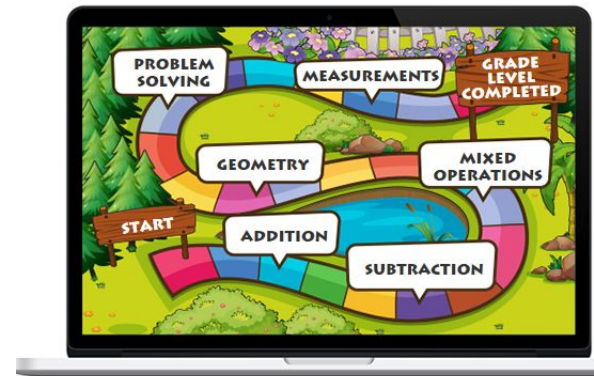 PROBLEM
SOLVING
MEASUREMENTS
GRADE
LEVEL
COMPLETED
GEOMETRY
MIXED
OPERATIONS
START
ADDITION
SUBTRACTION